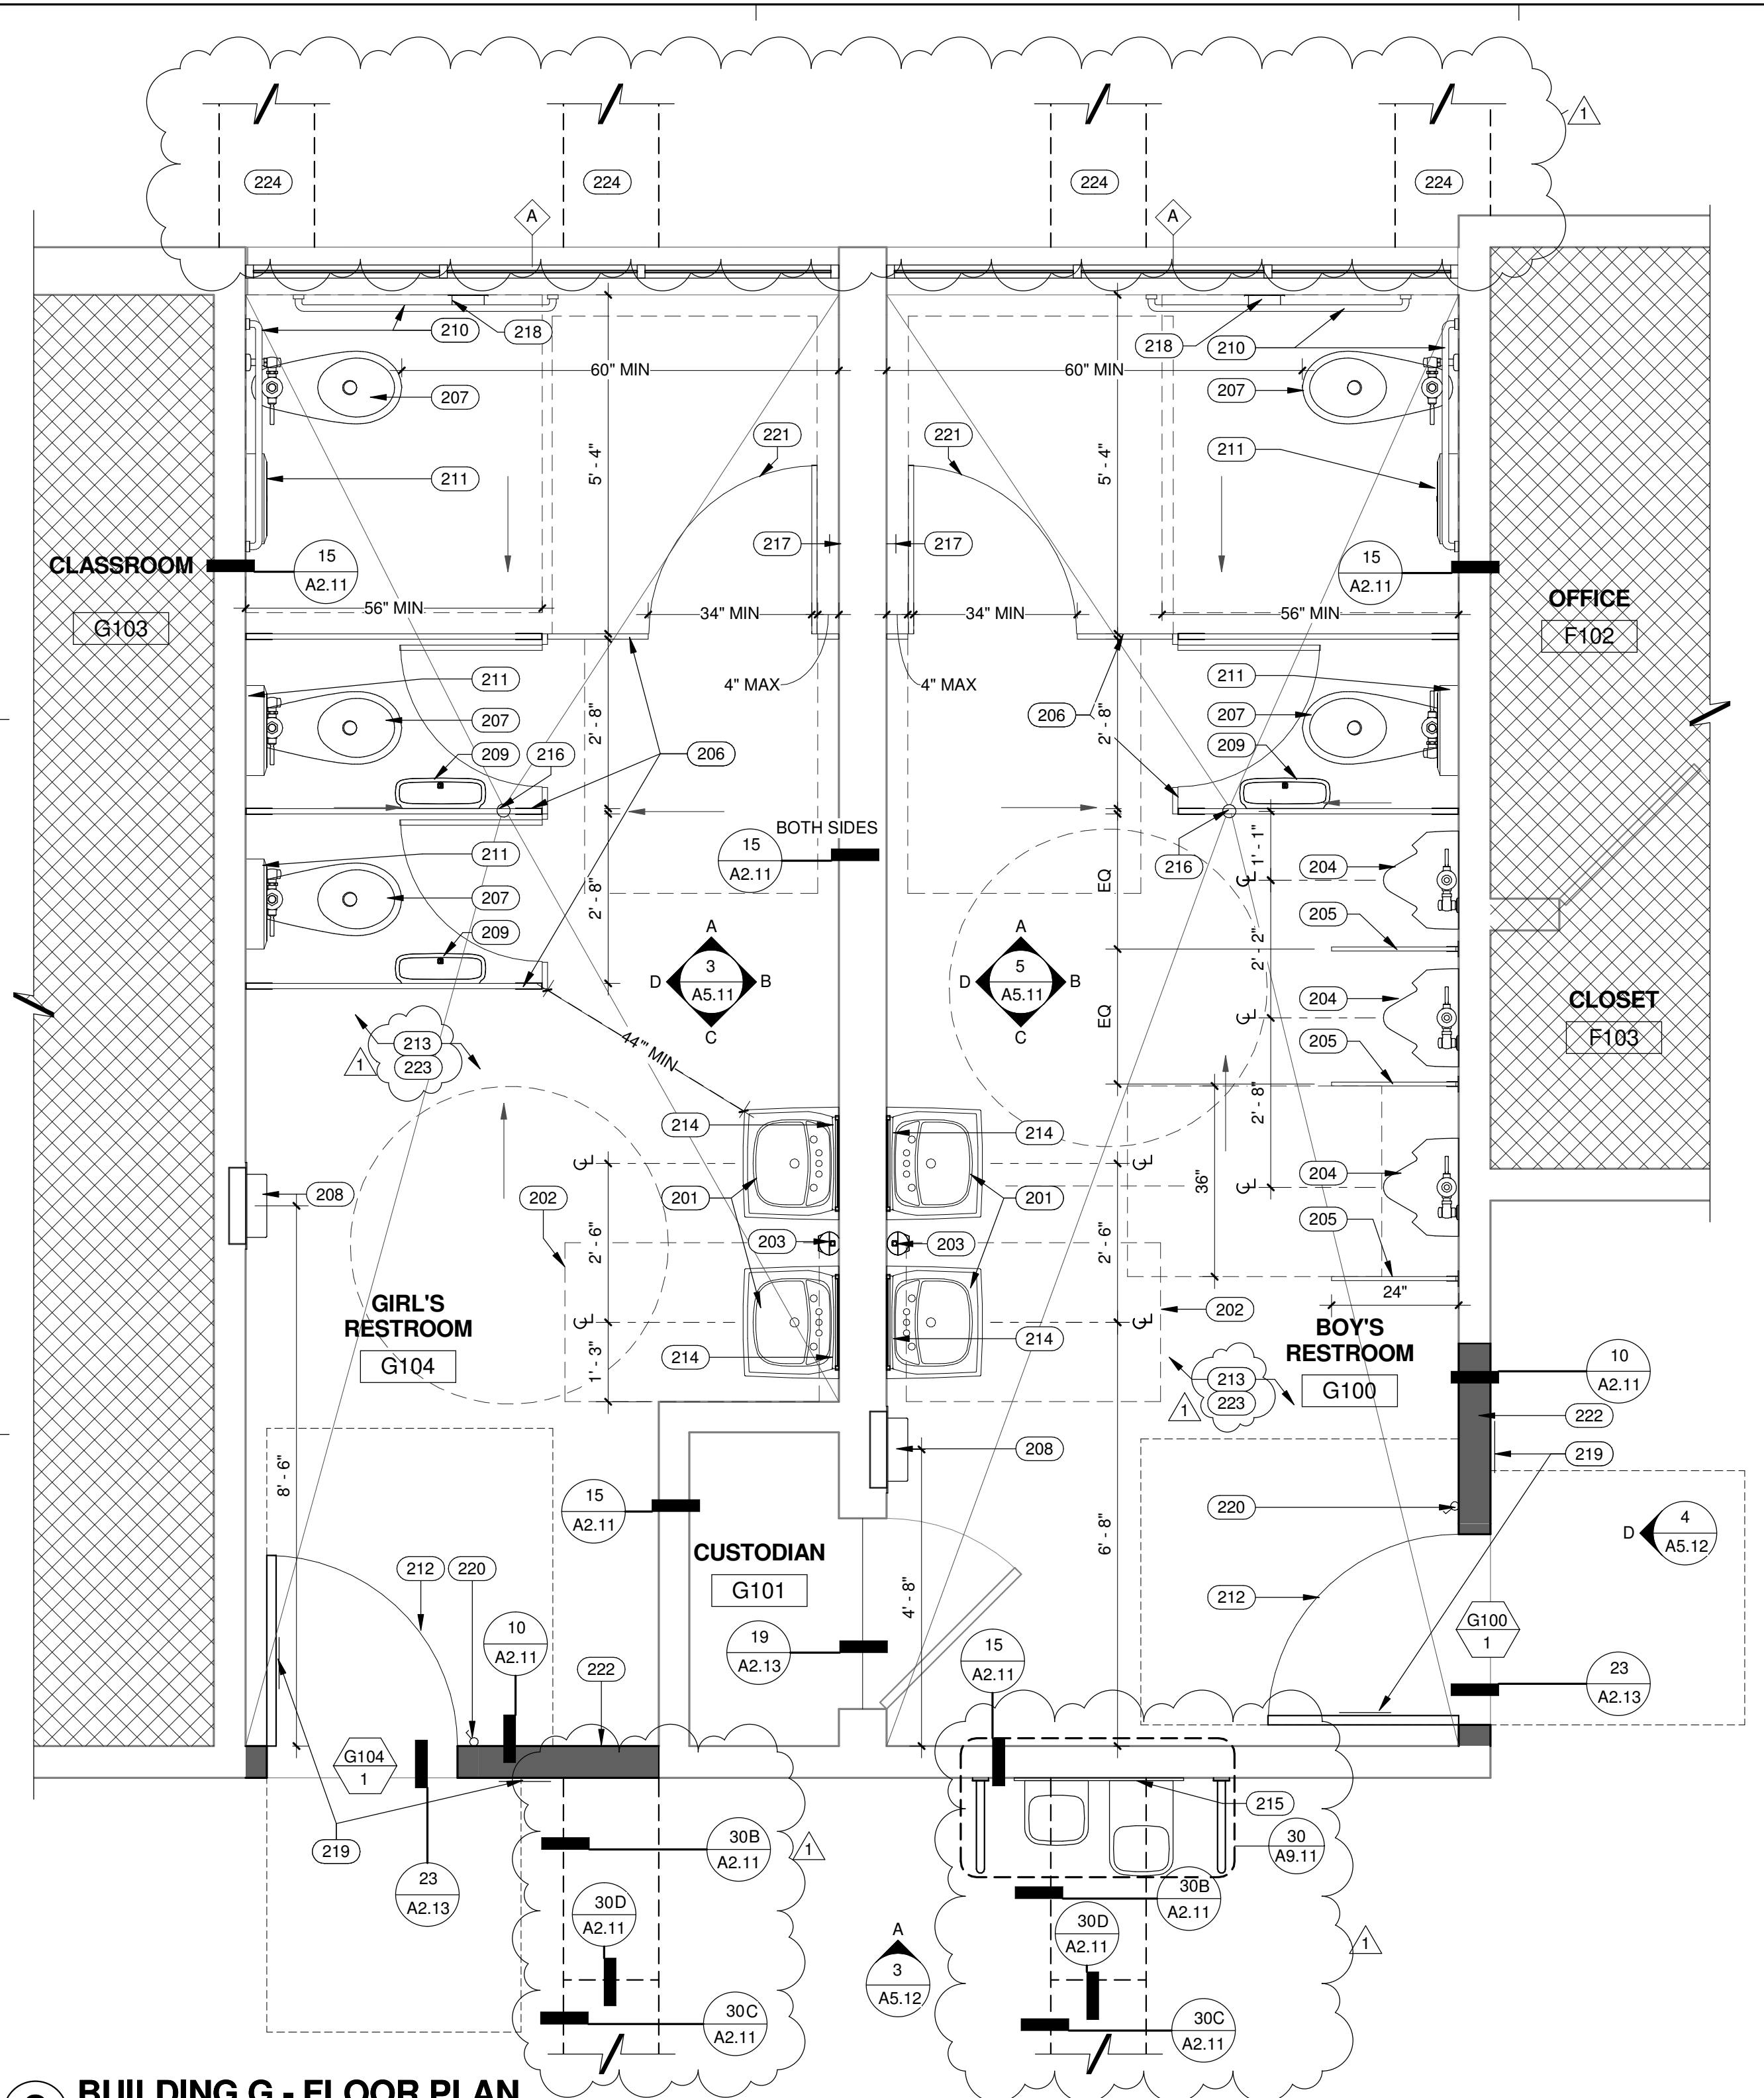 1
224
224
224
224
A
A
210
218
218
210
60" MIN
60" MIN
207
207
221
221
5' - 4"
5' - 4"
211
211
217
217
CLASSROOM
G103
15
A2.11
15
A2.11
OFFICE
F102
56" MIN
34" MIN
34" MIN
56" MIN
4" MAX
4" MAX
211
211
207
207
206
206
2' - 8"
2' - 8"
209
216
209
BOTH SIDES
15
A2.11
211
216
1' - 1"
204
EQ
2' - 8"
207
205
209
A
D
3
B
A5.11
C
A
D
5
B
A5.11
C
2' - 2"
204
CLOSET
F103
EQ
205
213
223
1
44"' MIN
214
214
2' - 8"
CL
CL
CL
CL
CL
204
208
202
201
201
36"
205
203
203
2' - 6"
2' - 6"
24"
202
GIRL'S
RESTROOM
G104
CL
CL
214
214
1' - 3"
BOY'S
RESTROOM
G100
213
223
1
10
A2.11
222
219
208
8' - 6"
15
A2.11
220
4
D
A5.12
CUSTODIAN
G101
6' - 8"
212
220
212
4' - 8"
G100
1
10
A2.11
19
A2.13
15
A2.11
222
23
A2.13
G104
1
215
219
30B
A2.11
1
30
A9.11
23
A2.13
30D
A2.11
30B
A2.11
30D
A2.11
A
3
A5.12
1
30C
A2.11
30C
A2.11
BUILDING G - FLOOR PLAN